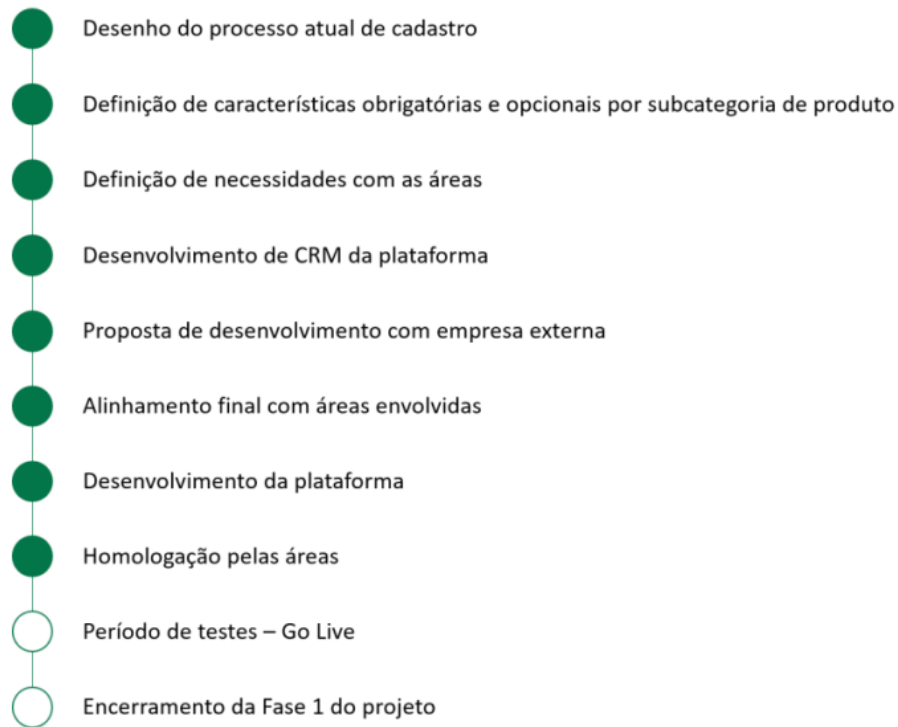 Desenho do processo atual de cadastro
Definição de características obrigatórias e opcionais por subcategoria de produto
Definição de necessidades com as áreas
Desenvolvimento de CRM da plataforma
Proposta de desenvolvimento com empresa externa
Alinhamento final com áreas envolvidas
Desenvolvimento da plataforma
Homologação pelas áreas
Período de testes – Go Live
Encerramento da Fase 1 do projeto